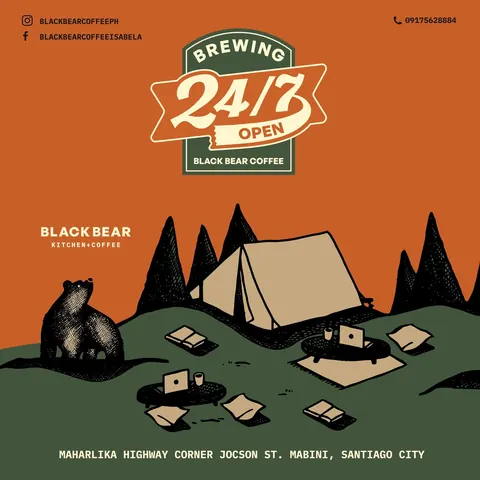 BLACKBEARCOFFEEPH
BLACKBEARCOFFEEISABELA
09175628884
BREWING
24/7
OPEN
BLACK BEAR COFFEE
BLACK BEAR
KITCHEN+COFFEE
MAHARLIKA HIGHWAY CORNER JOCSON ST. MABINI, SANTIAGO CITY